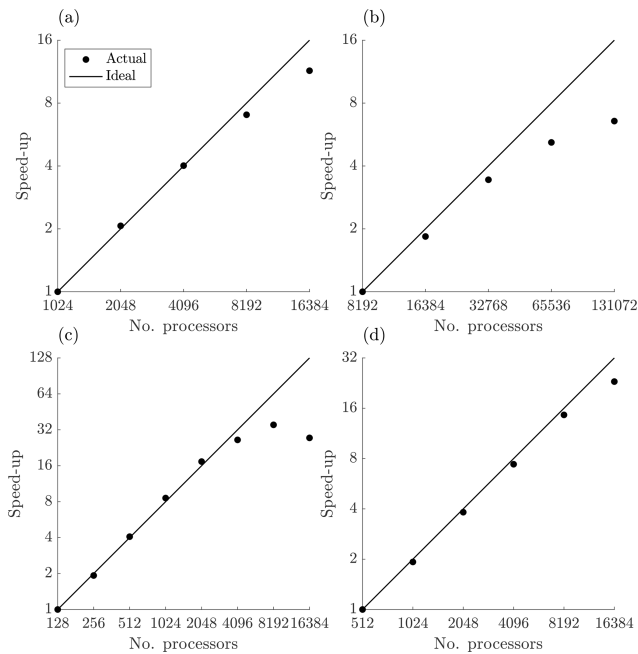 (a)
16
8
4
2
1
Speed-up
Actual
Ideal
1024 2048 4096 8192 16384
No. processors
(b)
16
8
4
2
1
Speed-up
8192 16384 32768 65536 131072
No. processors
(c)
128
64
32
16
8
4
2
1
Speed-up
128 256 512 1024 2048 4096 8192 16384
No. processors
(d)
32
16
8
4
2
1
Speed-up
512 1024 2048 4096 8192 16384
No. processors